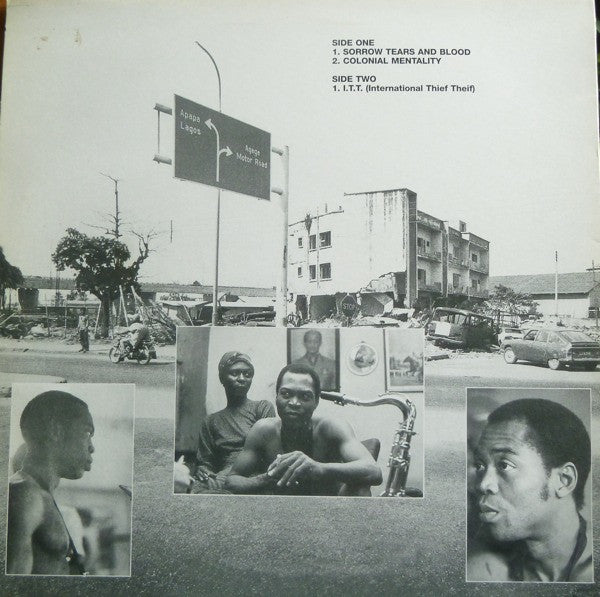 SIDE ONE
1. SORROW TEARS AND BLOOD
2. COLONIAL MENTALITY
SIDE TWO
1. I.T.T. (International Thief Theif)
Apapa
Lagos
Agege
Motor Road